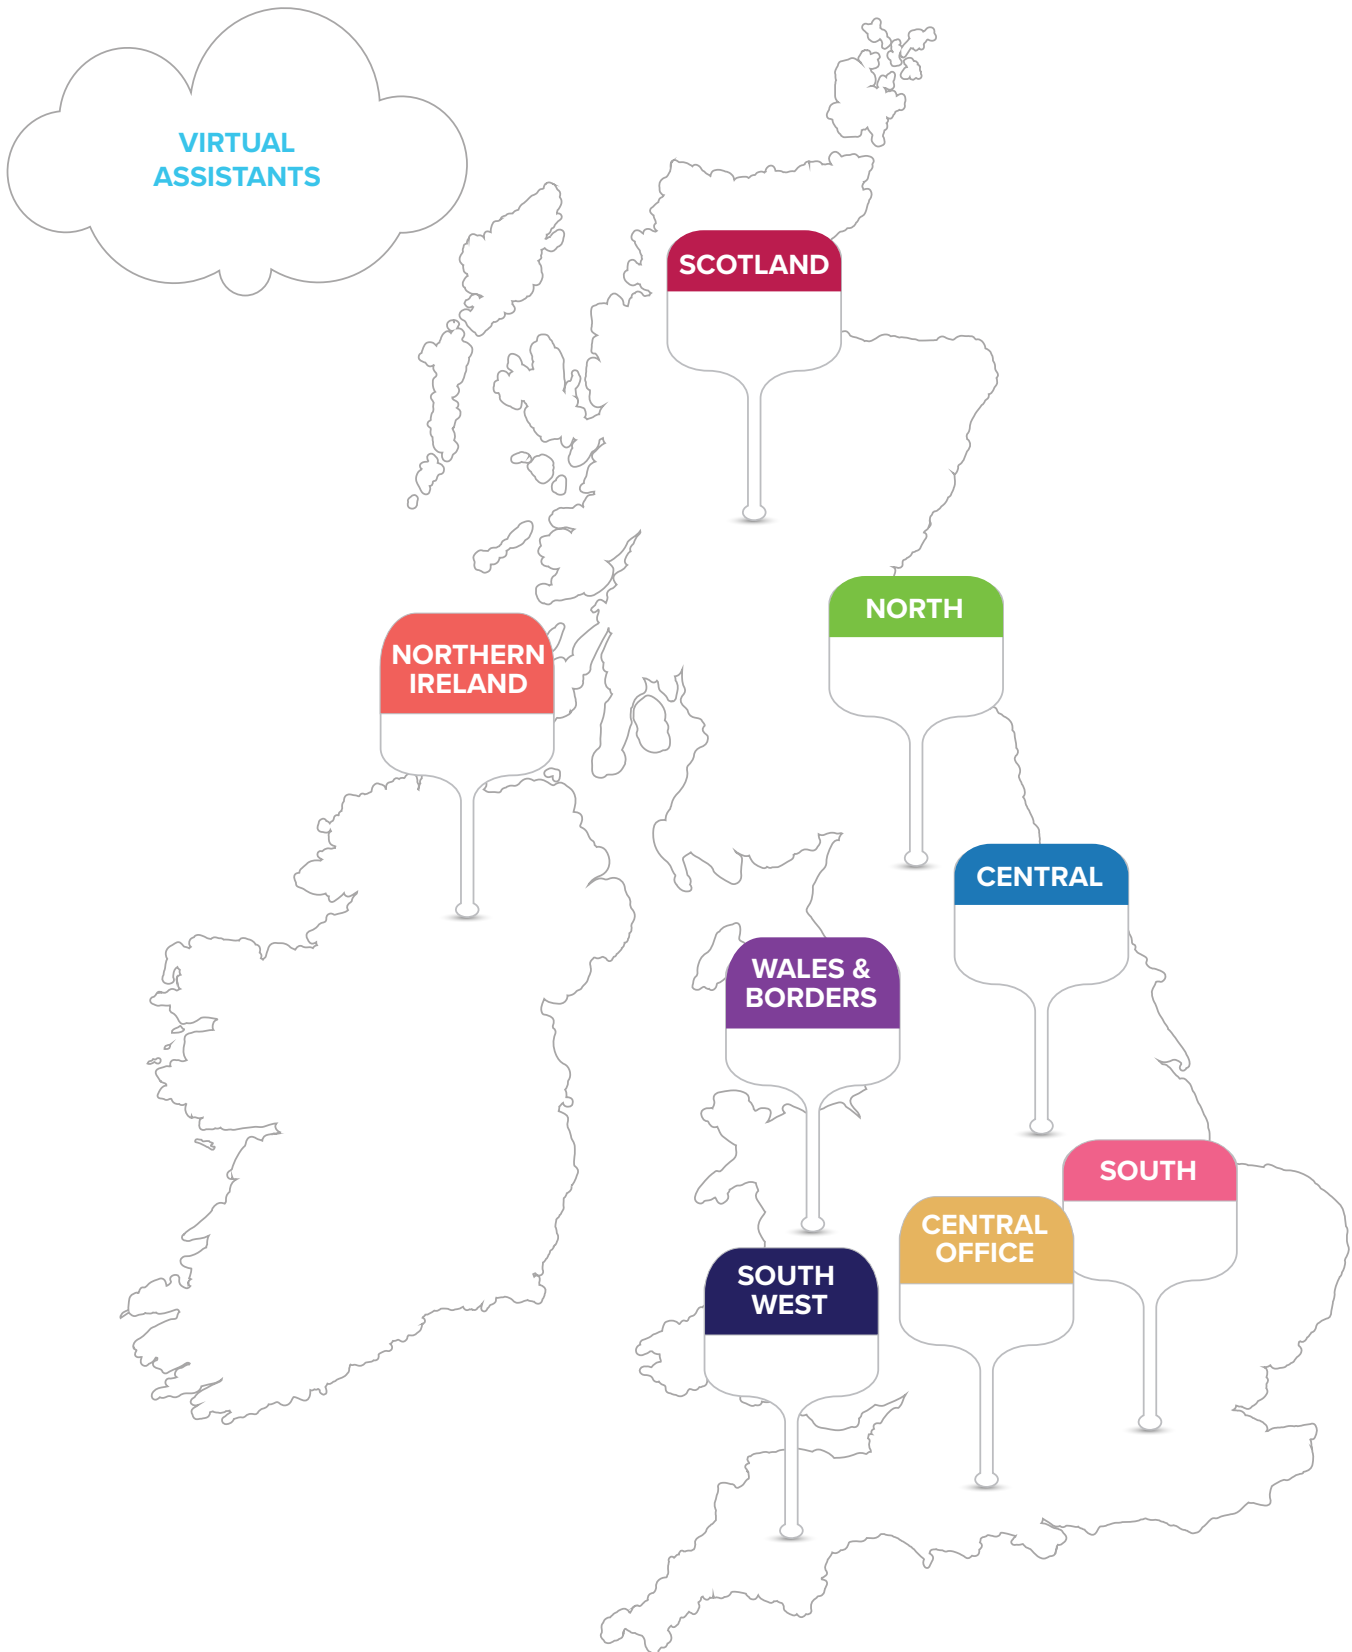 VIRTUAL
ASSISTANTS
SCOTLAND
NORTH
NORTHERN
IRELAND
CENTRAL
WALES &
BORDERS
SOUTH
CENTRAL
OFFICE
SOUTH
WEST